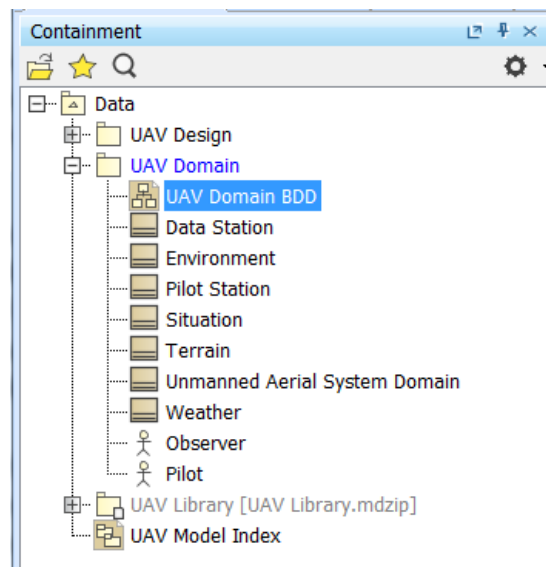 Containment
Data
UAV Design
UAV Domain
UAV Domain BDD
Data Station
Environment
Pilot Station
Situation
Terrain
Unmanned Aerial System Domain
Weather
Observer
Pilot
UAV Library [UAV Library.mdzip]
UAV Model Index